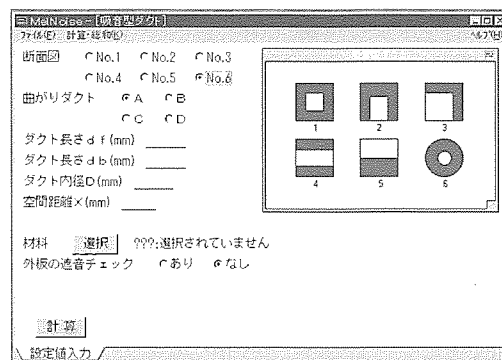 MelNoise - [吸音型ダクト]
ファイル(F) 計算・総和(K) ヘルプ(H)
断面図 No.1 No.2 No.3
No.4 No.5 No.6
曲がりダクト A B
C D
ダクト長さdf(mm)
ダクト長さdb(mm)
ダクト内径D(mm)
空間距離x(mm)
1 2 3
4 5 6
材料 選択 ???:選択されていません
外板の遮音チェック あり なし
計算
設定値入力